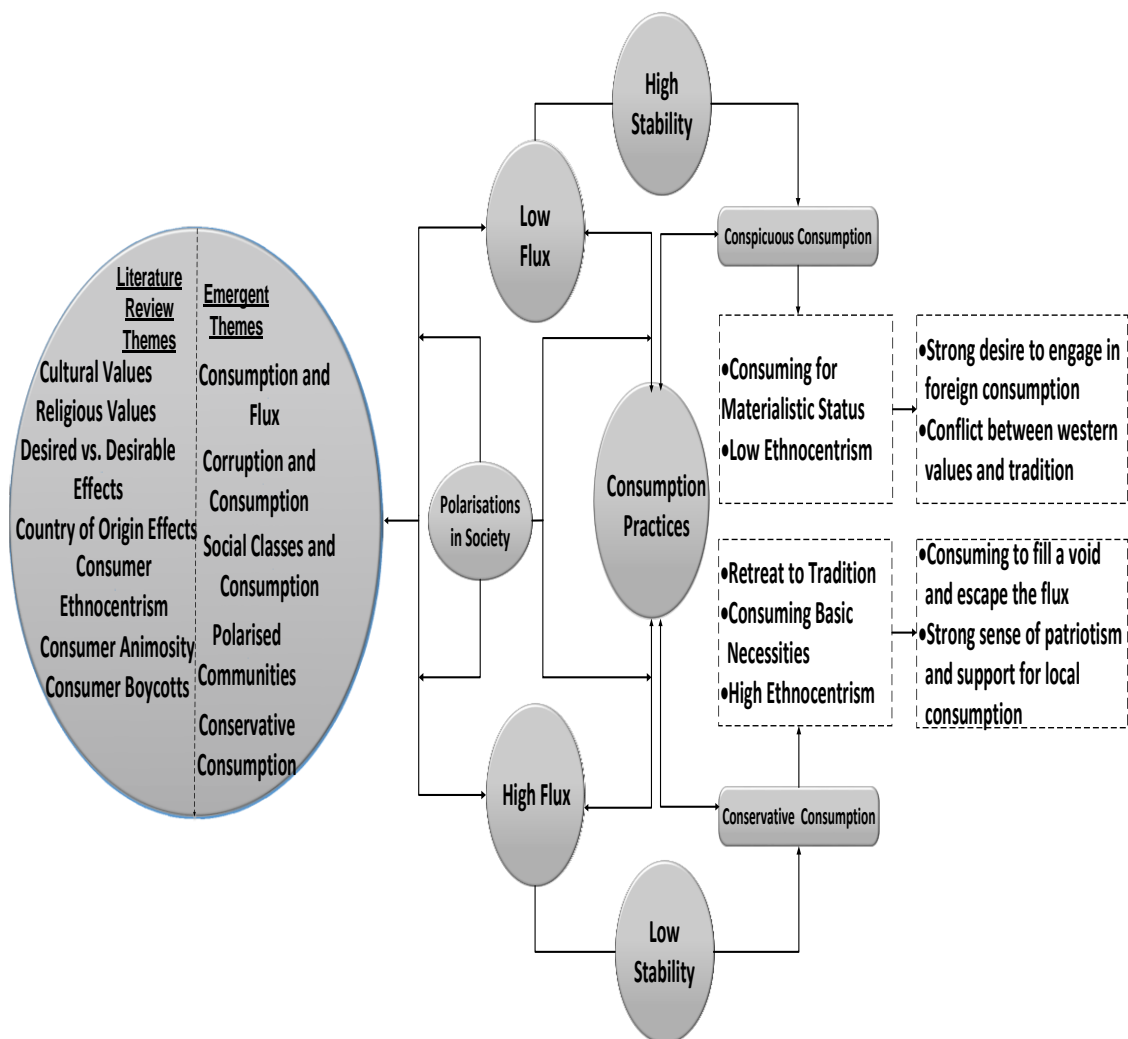 Literature
Review
Themes
Cultural Values
Religious Values
Desired vs. Desirable
Effects
Country of Origin Effects
Consumer
Ethnocentrism
Consumer Animosity
Consumer Boycotts
Emergent
Themes
Consumption and
Flux
Corruption and
Consumption
Social Classes and
Consumption
Polarised
Communities
Conservative
Consumption
Polarisations
in Society
Low
Flux
High Flux
High
Stability
Low
Stability
Consumption
Practices
Conspicuous Consumption
•Consuming for
Materialistic Status
•Low Ethnocentrism
•Strong desire to engage in
foreign consumption
•Conflict between western
values and tradition
•Retreat to Tradition
•Consuming Basic
Necessities
•High Ethnocentrism
•Consuming to fill a void
and escape the flux
•Strong sense of patriotism
and support for local
consumption
Conservative Consumption